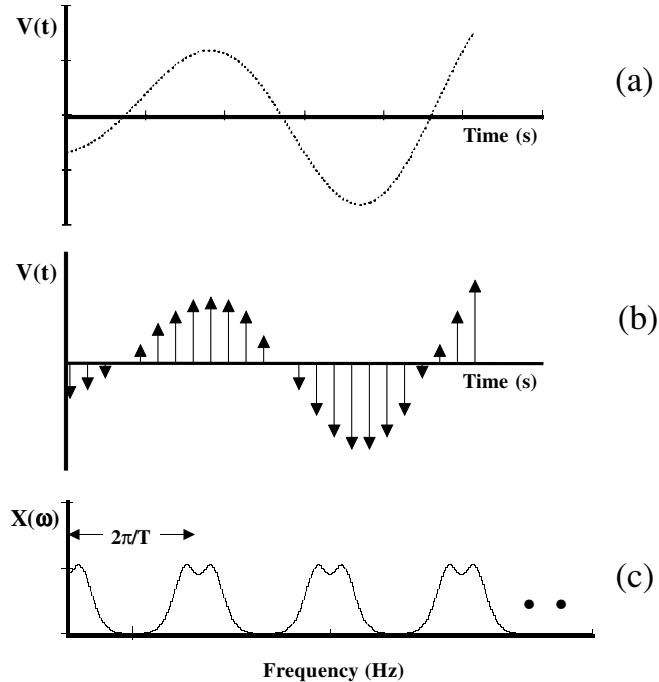 V(t)
(a)
Time (s)
V(t)
(b)
Time (s)
X(ω)
2π/T
(c)
Frequency (Hz)